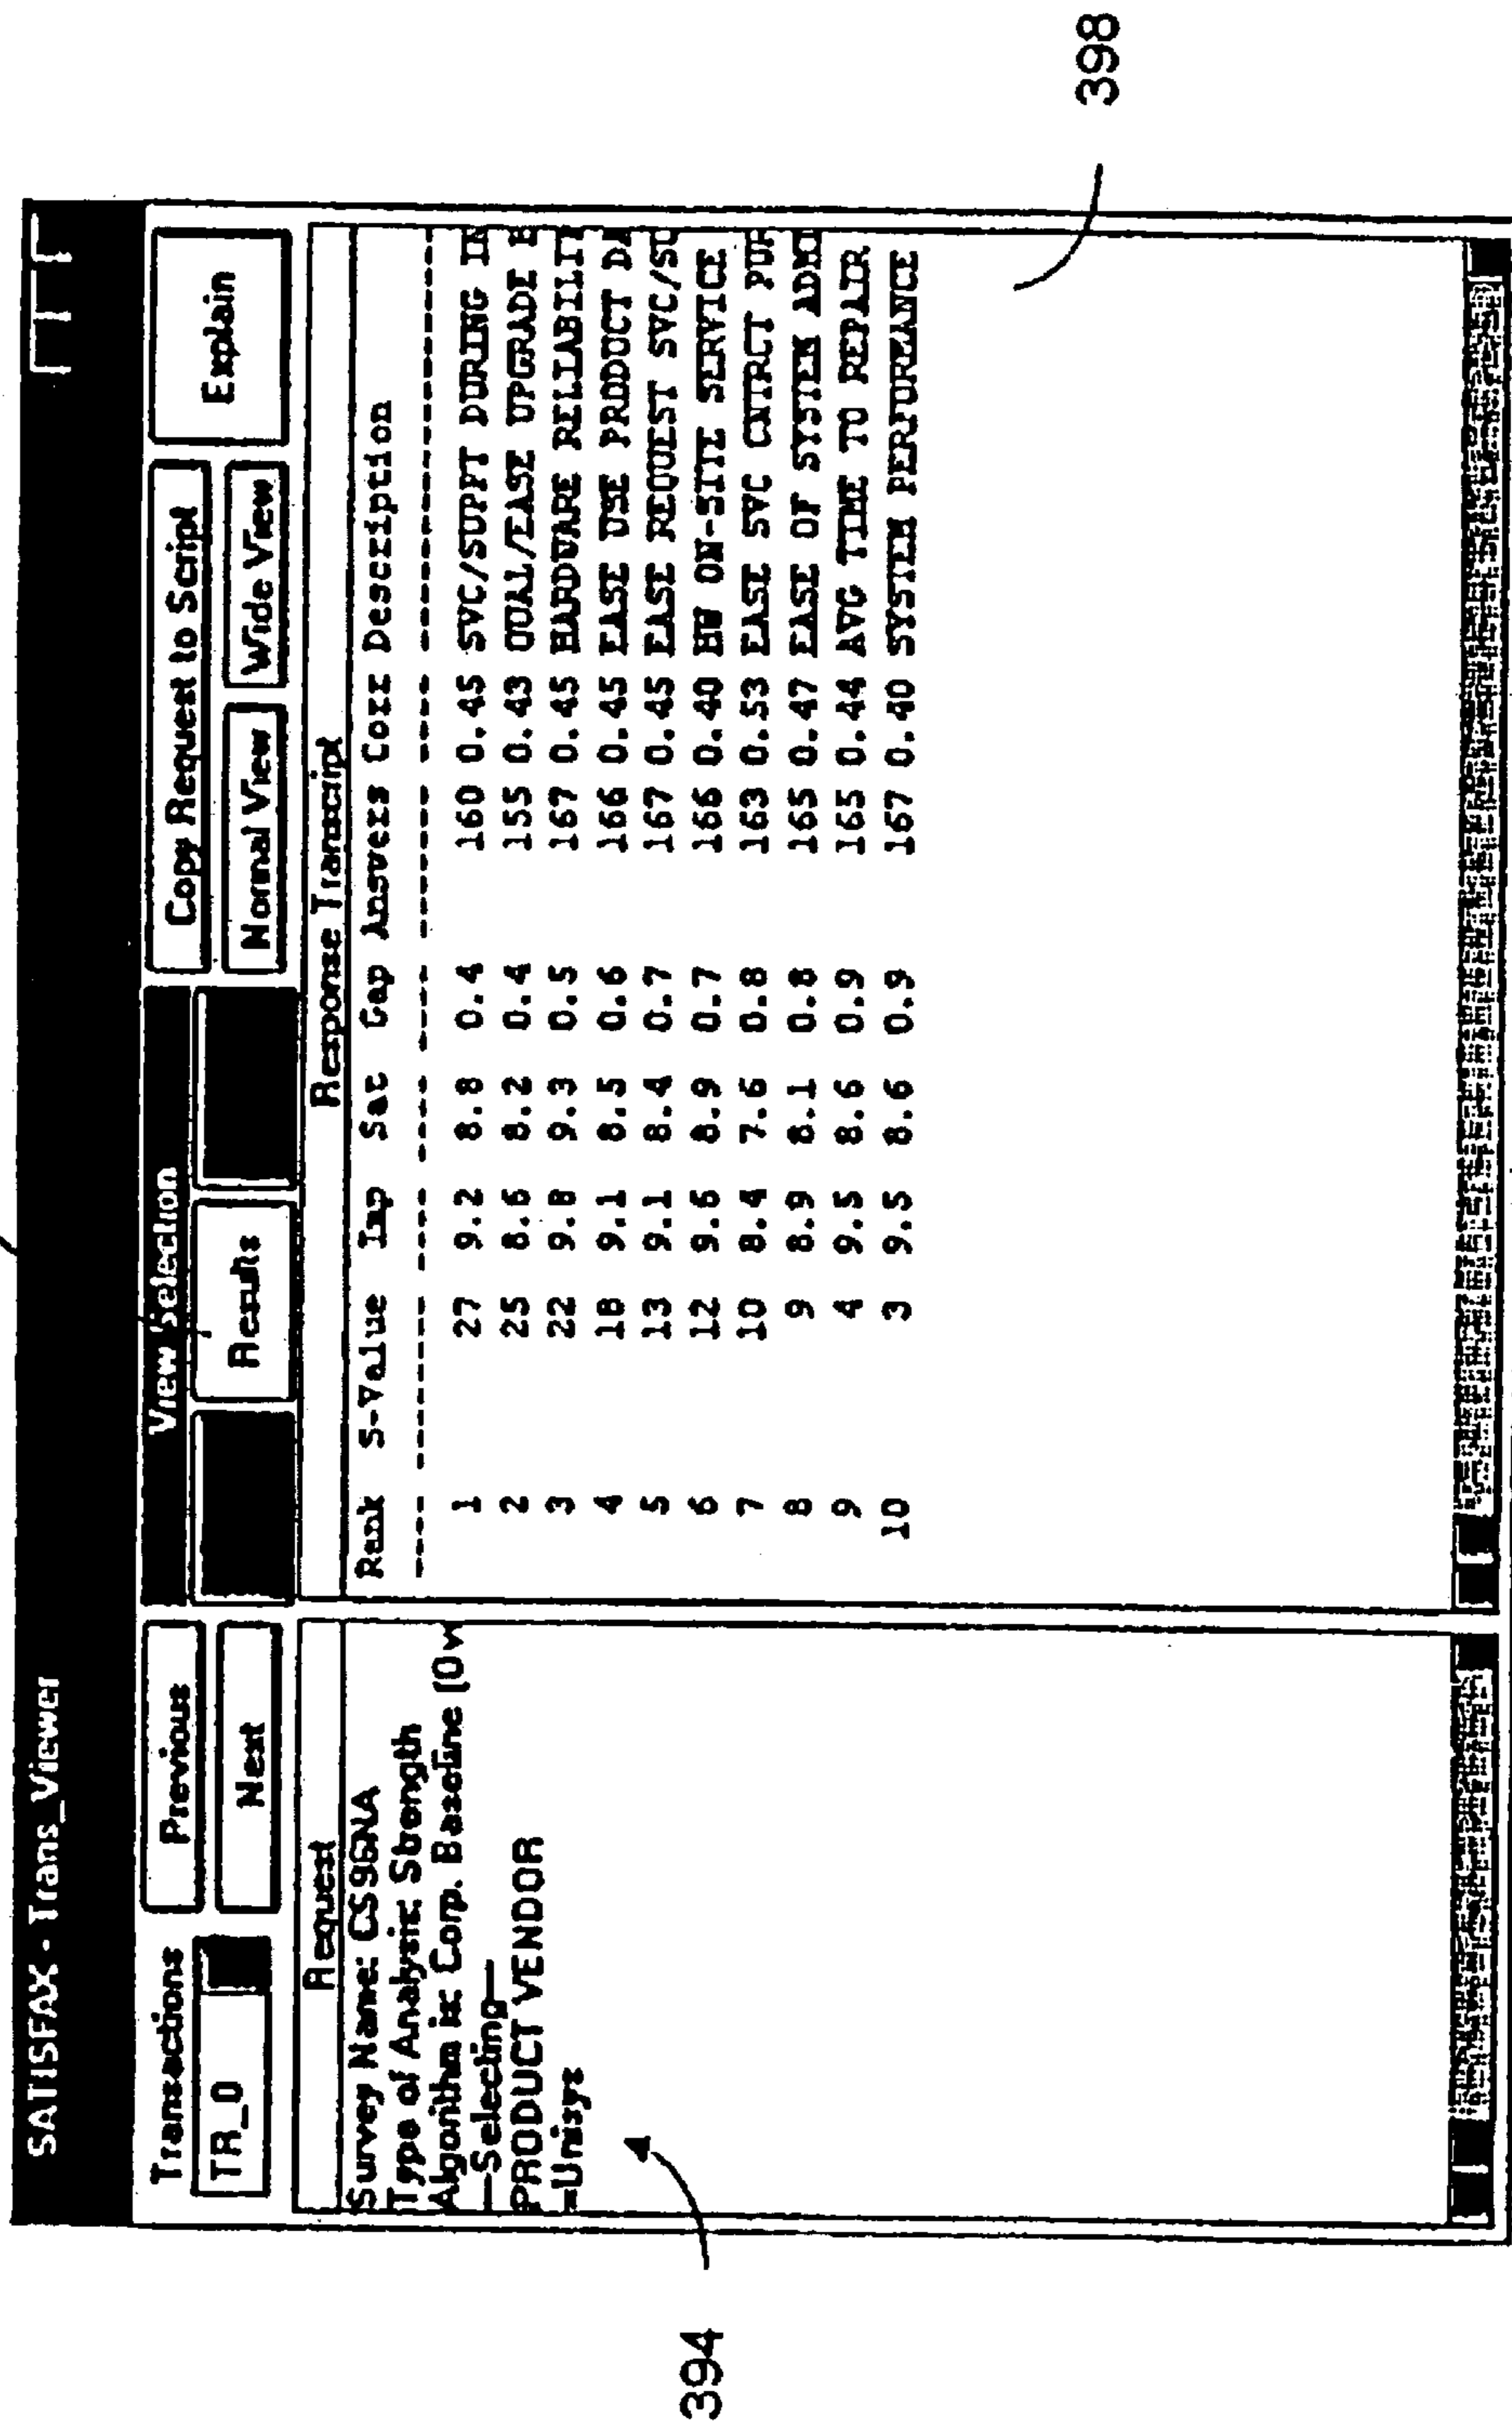 SATISFAX - Trans_Viewer
Transactions
TR_0
Previous
Next
View Selection
Results
Copy Request to Script
Normal View
Wide View
Explain
Request
Survey Name: CS96NA
Type of Analysis: Strength
Algorithm is: Corp. Baseline (Ov
---Selecting---
PRODUCT VENDOR
=Unisys
Response Transcript
Rank S-Value Imp Sat Gap Answers Corr Description
---- ------- ---- ---- ---- ------- ---- -----------
1 27 9.2 8.8 0.4 160 0.45 SVC/SUPPT DURING IN
2 25 8.6 8.2 0.4 155 0.43 QUAL/EASE UPGRADE E
3 22 9.8 9.3 0.5 167 0.45 HARDWARE RELIABILIT
4 18 9.1 8.5 0.6 166 0.45 EASE USE PRODUCT DA
5 13 9.1 8.4 0.7 167 0.45 EASE REQUEST SVC/SU
6 12 9.6 8.9 0.7 166 0.40 HW ON-SITE SERVICE
7 10 8.4 7.6 0.8 163 0.53 EASE SVC CNTRCT PUR
8 9 8.9 8.1 0.8 165 0.47 EASE OF SYSTEM ADMI
9 4 9.5 8.6 0.9 165 0.44 AVG TIME TO REPAIR
10 3 9.5 8.6 0.9 167 0.40 SYSTEM PERFORMANCE
394
398